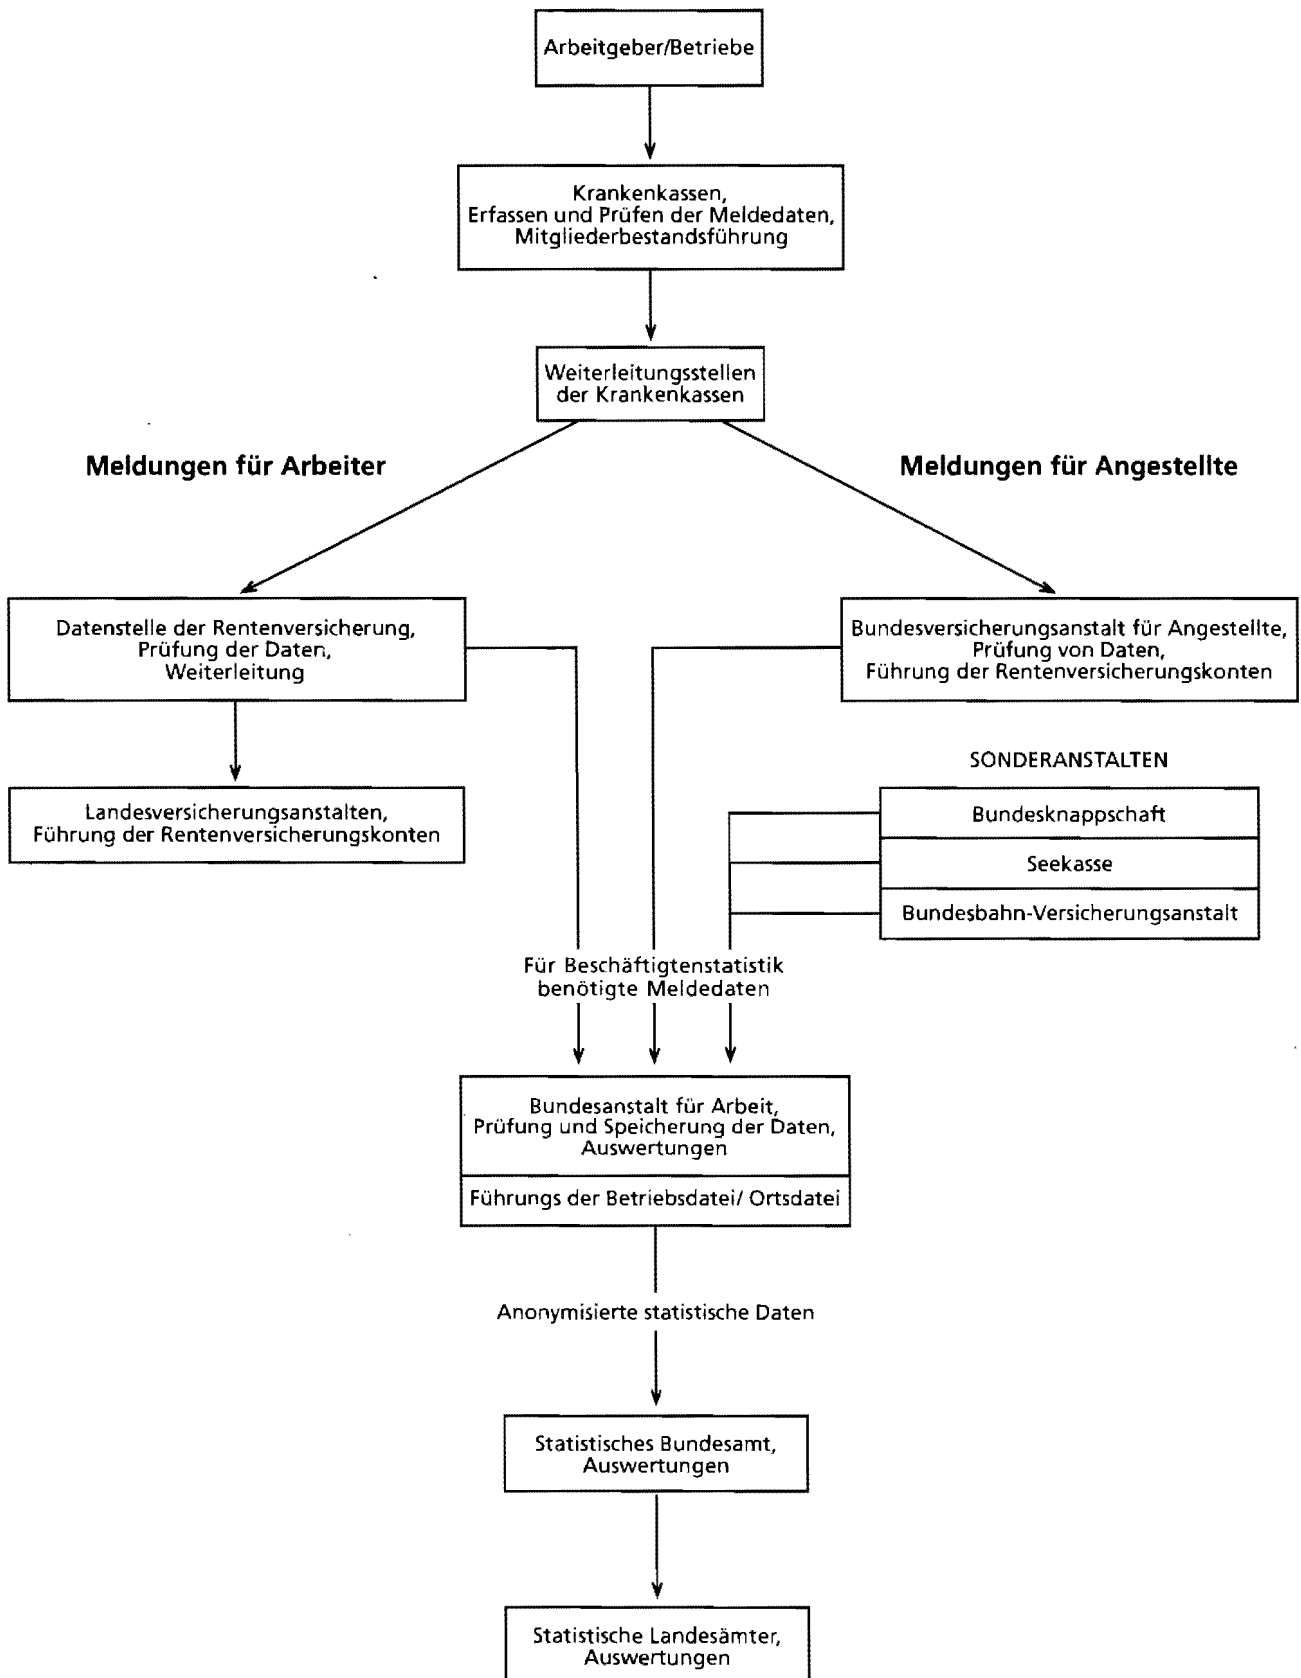 Arbeitgeber/Betriebe
Krankenkassen,
Erfassen und Prüfen der Meldedaten,
Mitgliederbestandsführung
Weiterleitungsstellen
der Krankenkassen
Meldungen für Arbeiter
Meldungen für Angestellte
Datenstelle der Rentenversicherung,
Prüfung der Daten,
Weiterleitung
Bundesversicherungsanstalt für Angestellte,
Prüfung von Daten,
Führung der Rentenversicherungskonten
Landesversicherungsanstalten,
Führung der Rentenversicherungskonten
SONDERANSTALTEN
Bundesknappschaft
Seekasse
Bundesbahn-Versicherungsanstalt
Für Beschäftigtenstatistik
benötigte Meldedaten
Bundesanstalt für Arbeit,
Prüfung und Speicherung der Daten,
Auswertungen
Führungs der Betriebsdatei/ Ortsdatei
Anonymisierte statistische Daten
Statistisches Bundesamt,
Auswertungen
Statistische Landesämter,
Auswertungen